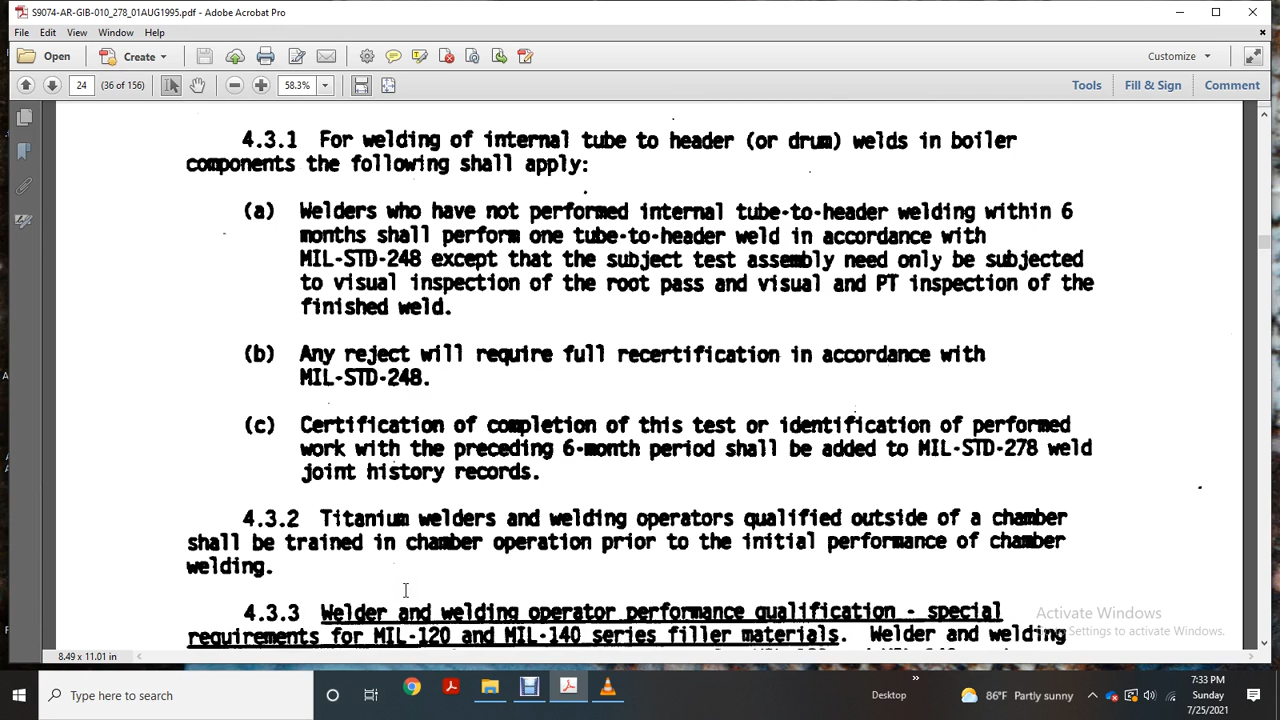 S9074-AR-GIB-010_278_01AUG1995.pdf - Adobe Acrobat Pro
File Edit View Window Help
Open Create Customize
24 (36 of 156) 58.3% Tools Fill & Sign Comment
4.3.1 For welding of internal tube to header (or drum) welds in boiler
components the following shall apply:
(a) Welders who have not performed internal tube-to-header welding within 6
months shall perform one tube-to-header weld in accordance with
MIL-STD-248 except that the subject test assembly need only be subjected
to visual inspection of the root pass and visual and PT inspection of the
finished weld.
(b) Any reject will require full recertification in accordance with
MIL-STD-248.
(c) Certification of completion of this test or identification of performed
work with the preceding 6-month period shall be added to MIL-STD-278 weld
joint history records.
4.3.2 Titanium welders and welding operators qualified outside of a chamber
shall be trained in chamber operation prior to the initial performance of chamber
welding.
4.3.3 Welder and welding operator performance qualification - special
requirements for MIL-120 and MIL-140 series filler materials. Welder and welding
Activate Windows
Settings to activate Windows.
8.49 x 11.01 in
Type here to search
Desktop
86°F Partly sunny
7:33 PM
Sunday
7/25/2021